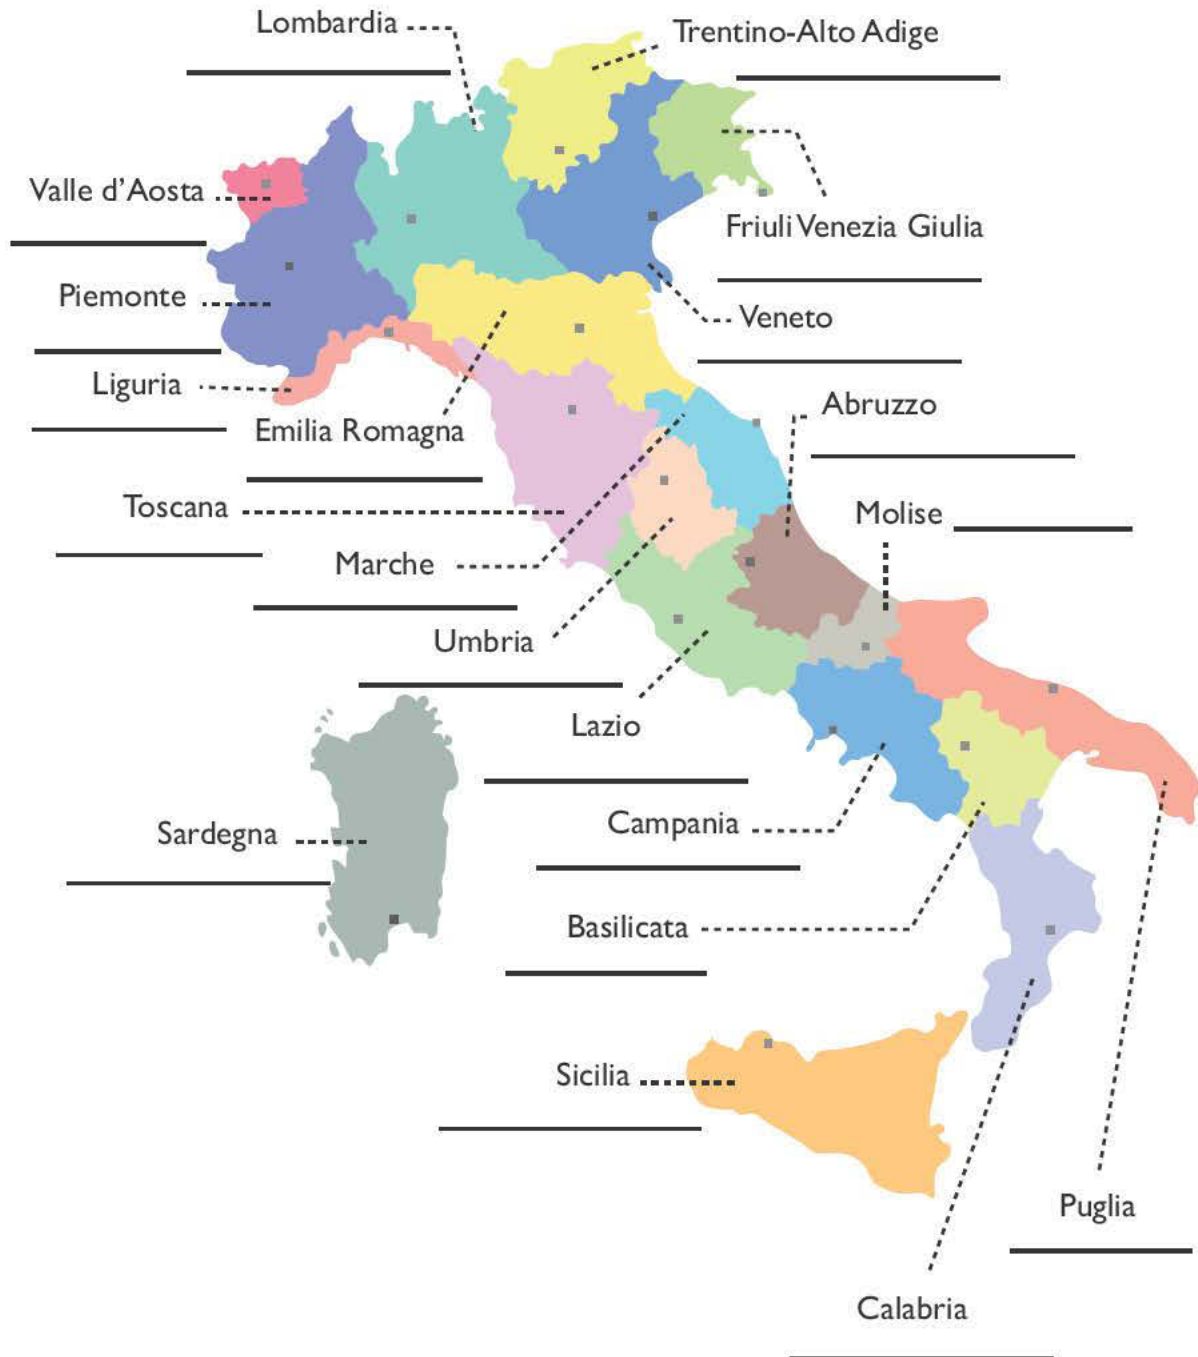 Lombardia
Trentino-Alto Adige
Valle d'Aosta
Friuli Venezia Giulia
Piemonte
Veneto
Liguria
Abruzzo
Emilia Romagna
Toscana
Molise
Marche
Umbria
Lazio
Campania
Sardegna
Basilicata
Sicilia
Puglia
Calabria